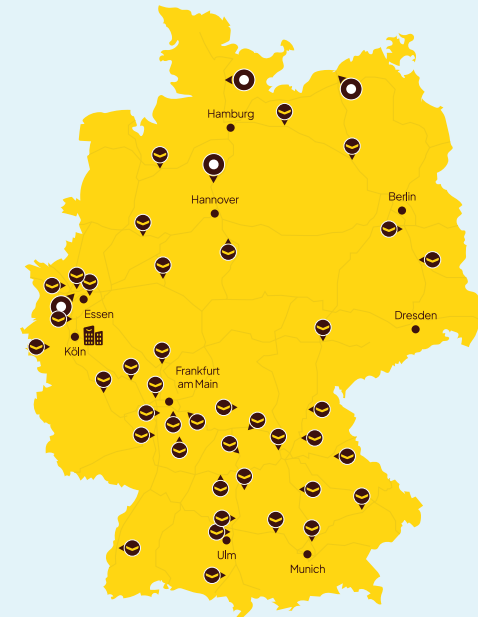 Hamburg
Hannover
Berlin
Essen
Dresden
Köln
Frankfurt
am Main
Ulm
Munich